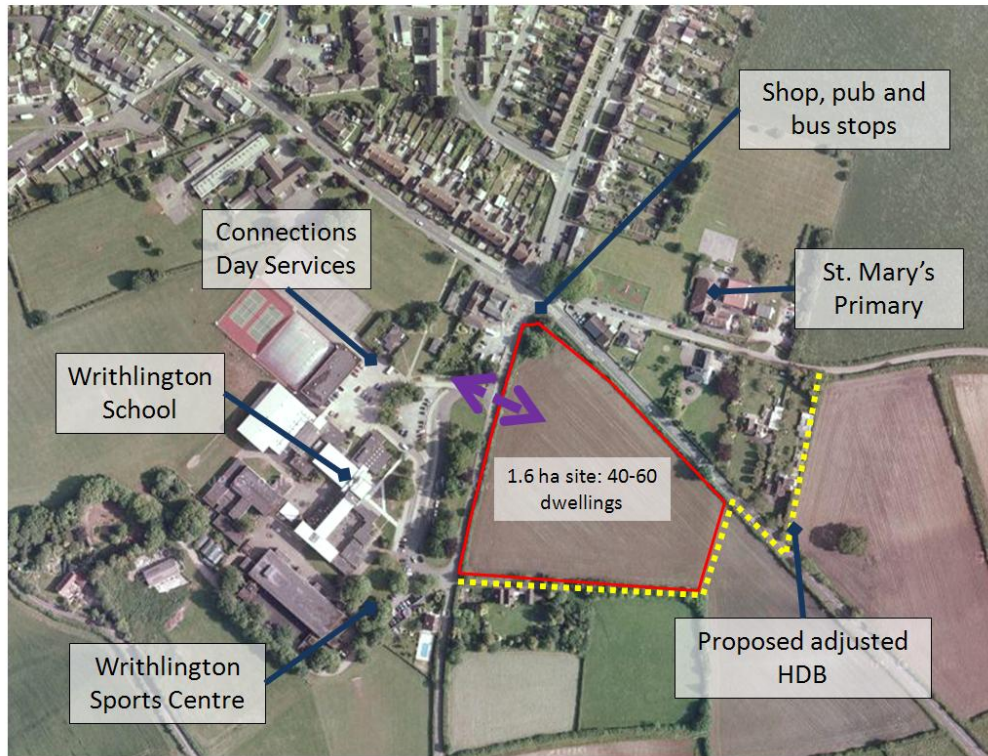 Shop, pub and
bus stops
Connections
Day Services
St. Mary's
Primary
Writhlington
School
1.6 ha site: 40-60
dwellings
Proposed adjusted
HDB
Writhlington
Sports Centre